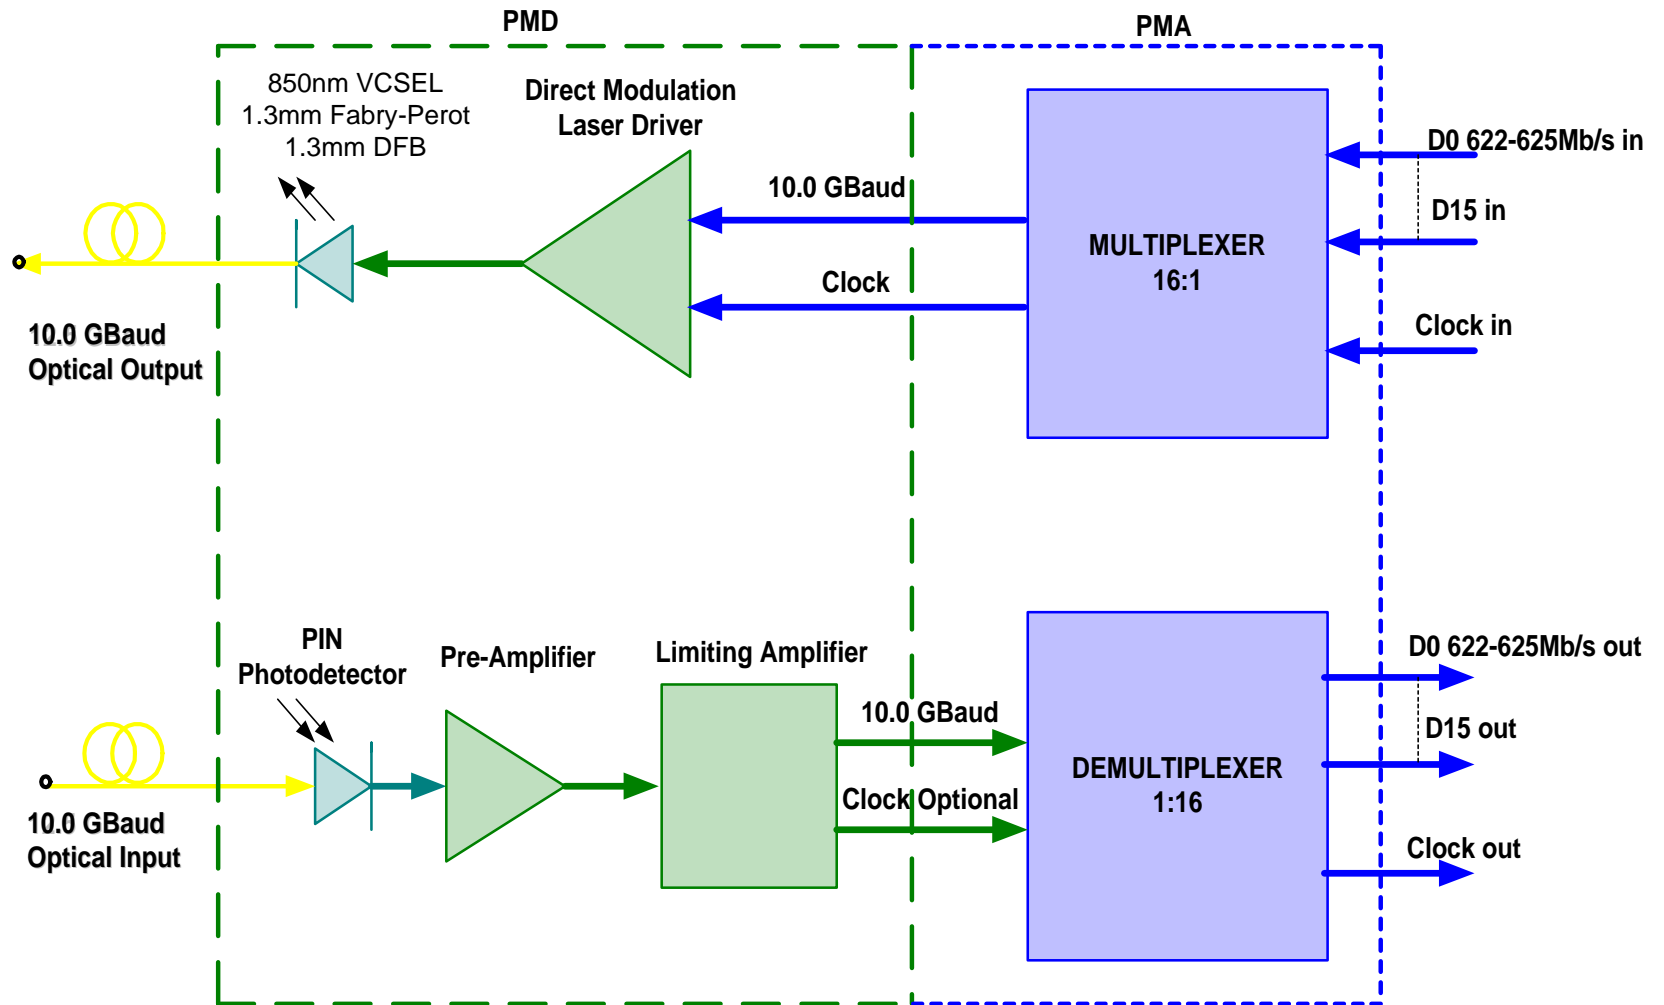 PMD
PMA
850nm VCSEL
1.3mm Fabry-Perot
1.3mm DFB
Direct Modulation
Laser Driver
10.0 GBaud
Clock
MULTIPLEXER
16:1
D0 622-625Mb/s in
D15 in
Clock in
10.0 GBaud
Optical Output
PIN
Photodetector
Pre-Amplifier
Limiting Amplifier
10.0 GBaud
Clock Optional
DEMULTIPLEXER
1:16
D0 622-625Mb/s out
D15 out
Clock out
10.0 GBaud
Optical Input